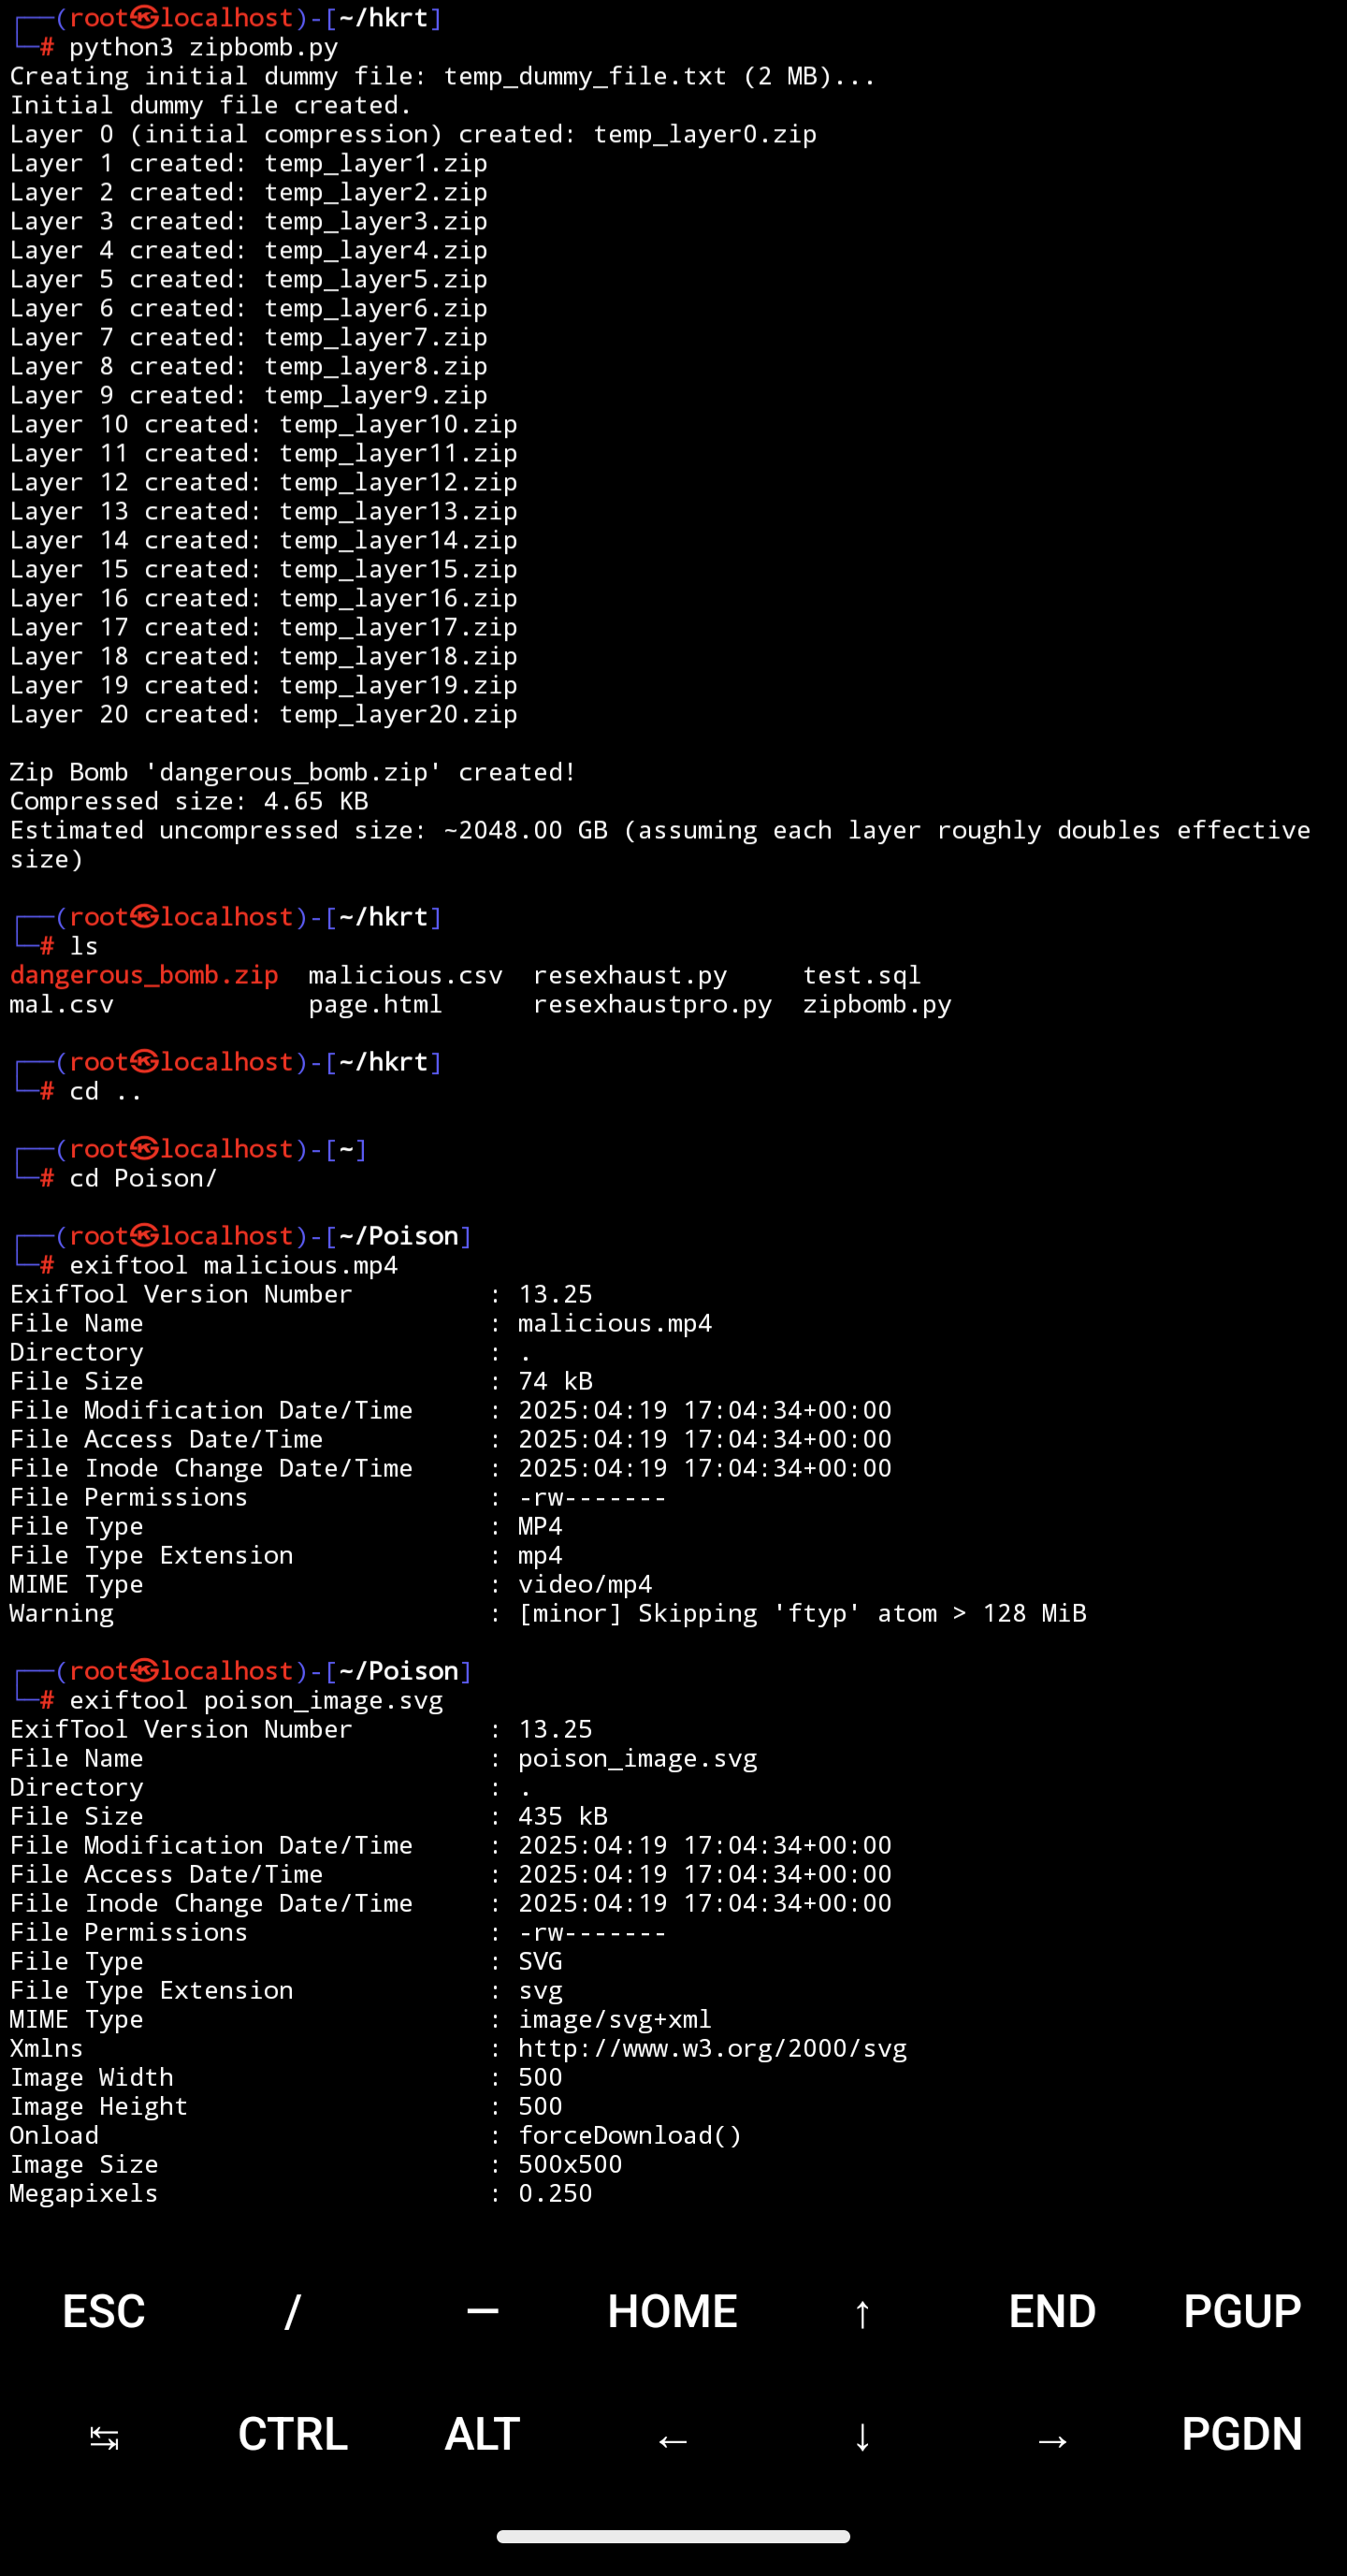 ┌──(root㉿localhost)-[~/hkrt]
└─# python3 zipbomb.py
Creating initial dummy file: temp_dummy_file.txt (2 MB)...
Initial dummy file created.
Layer 0 (initial compression) created: temp_layer0.zip
Layer 1 created: temp_layer1.zip
Layer 2 created: temp_layer2.zip
Layer 3 created: temp_layer3.zip
Layer 4 created: temp_layer4.zip
Layer 5 created: temp_layer5.zip
Layer 6 created: temp_layer6.zip
Layer 7 created: temp_layer7.zip
Layer 8 created: temp_layer8.zip
Layer 9 created: temp_layer9.zip
Layer 10 created: temp_layer10.zip
Layer 11 created: temp_layer11.zip
Layer 12 created: temp_layer12.zip
Layer 13 created: temp_layer13.zip
Layer 14 created: temp_layer14.zip
Layer 15 created: temp_layer15.zip
Layer 16 created: temp_layer16.zip
Layer 17 created: temp_layer17.zip
Layer 18 created: temp_layer18.zip
Layer 19 created: temp_layer19.zip
Layer 20 created: temp_layer20.zip
Zip Bomb 'dangerous_bomb.zip' created!
Compressed size: 4.65 KB
Estimated uncompressed size: ~2048.00 GB (assuming each layer roughly doubles effective
size)
┌──(root㉿localhost)-[~/hkrt]
└─# ls
dangerous_bomb.zip  malicious.csv  resexhaust.py     test.sql
mal.csv             page.html      resexhaustpro.py  zipbomb.py
┌──(root㉿localhost)-[~/hkrt]
└─# cd ..
┌──(root㉿localhost)-[~]
└─# cd Poison/
┌──(root㉿localhost)-[~/Poison]
└─# exiftool malicious.mp4
ExifTool Version Number         : 13.25
File Name                       : malicious.mp4
Directory                       : .
File Size                       : 74 kB
File Modification Date/Time     : 2025:04:19 17:04:34+00:00
File Access Date/Time           : 2025:04:19 17:04:34+00:00
File Inode Change Date/Time     : 2025:04:19 17:04:34+00:00
File Permissions                : -rw-------
File Type                       : MP4
File Type Extension             : mp4
MIME Type                       : video/mp4
Warning                         : [minor] Skipping 'ftyp' atom > 128 MiB
┌──(root㉿localhost)-[~/Poison]
└─# exiftool poison_image.svg
ExifTool Version Number         : 13.25
File Name                       : poison_image.svg
Directory                       : .
File Size                       : 435 kB
File Modification Date/Time     : 2025:04:19 17:04:34+00:00
File Access Date/Time           : 2025:04:19 17:04:34+00:00
File Inode Change Date/Time     : 2025:04:19 17:04:34+00:00
File Permissions                : -rw-------
File Type                       : SVG
File Type Extension             : svg
MIME Type                       : image/svg+xml
Xmlns                           : http://www.w3.org/2000/svg
Image Width                     : 500
Image Height                    : 500
Onload                          : forceDownload()
Image Size                      : 500x500
Megapixels                      : 0.250
ESC / — HOME ↑ END PGUP
↹ CTRL ALT ← ↓ → PGDN